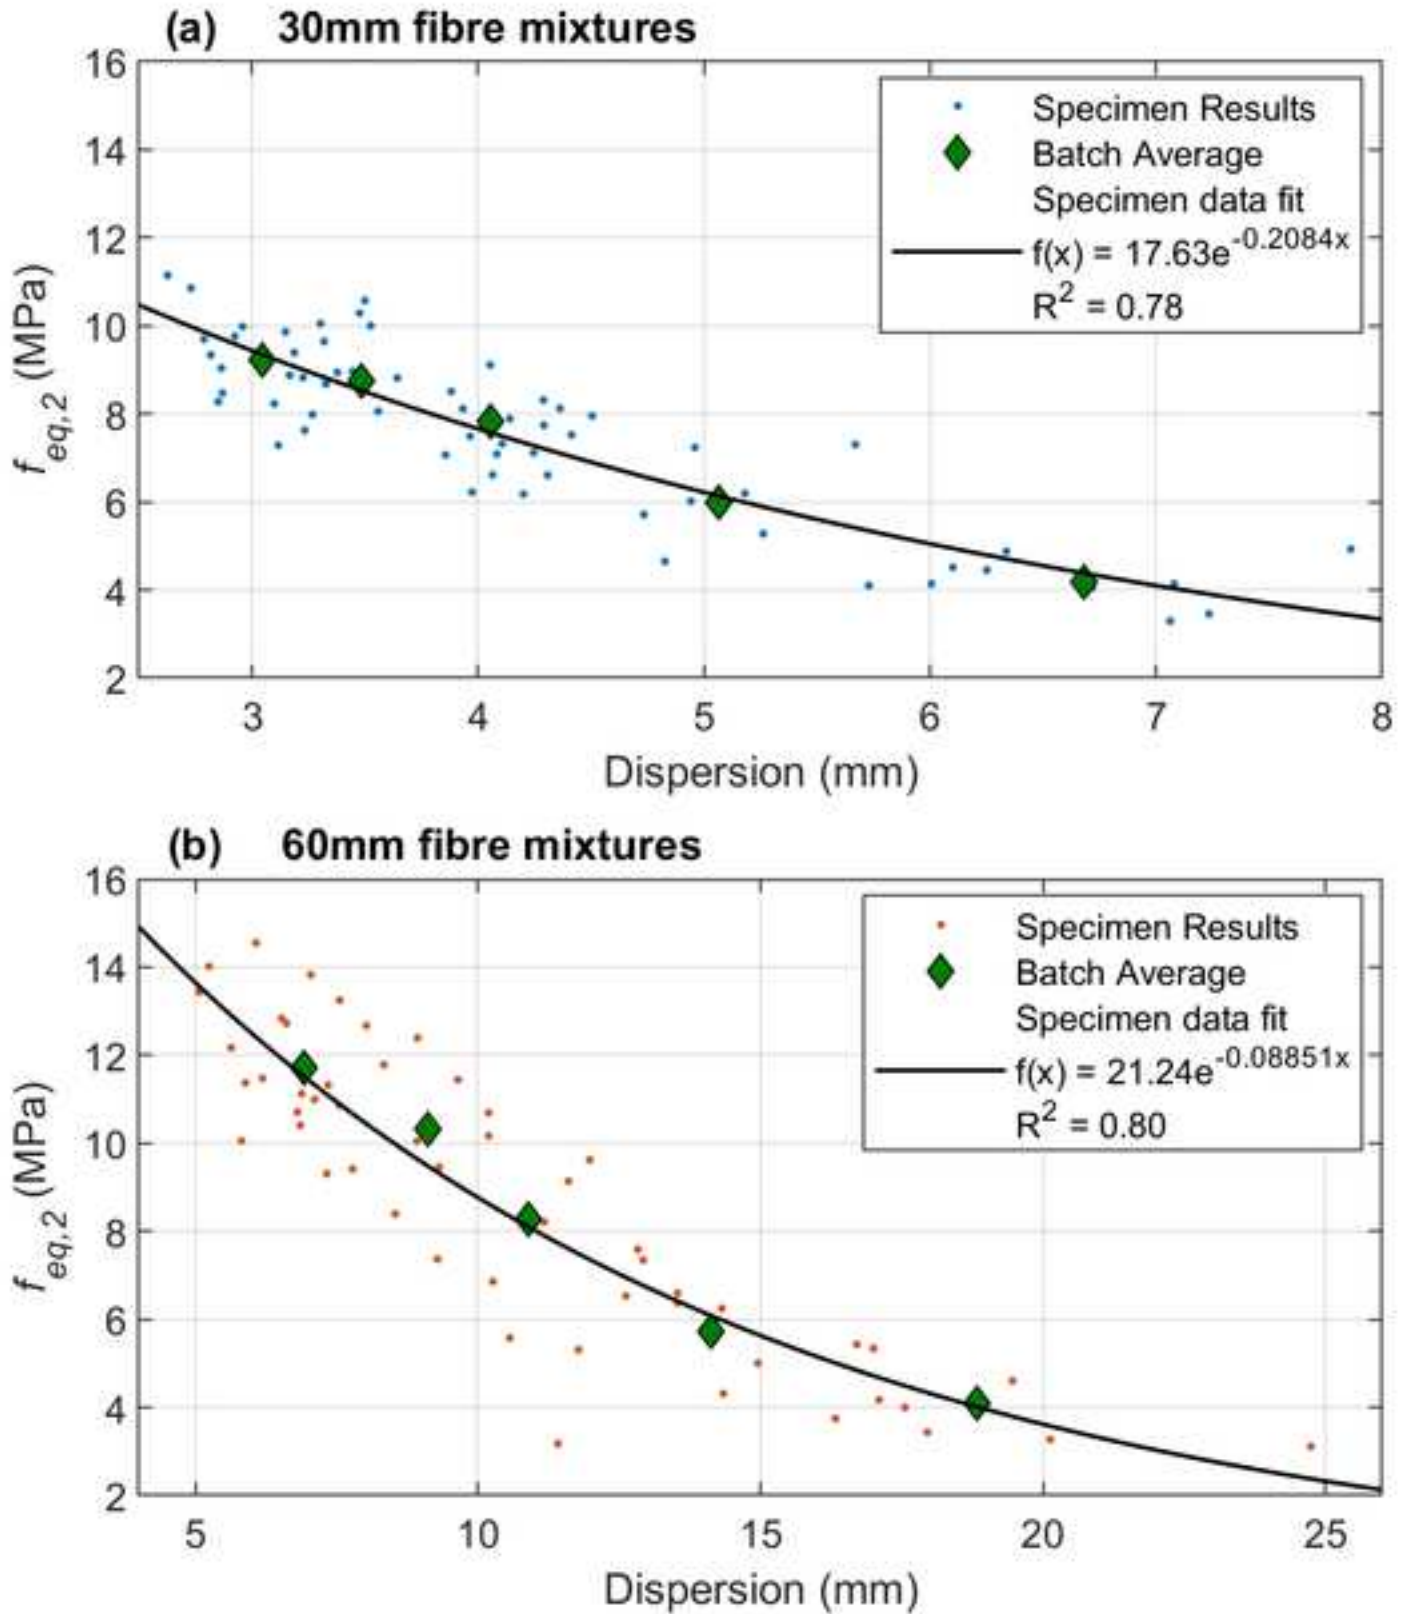 (a) 30mm fibre mixtures
16
14
12
10
8
6
4
2
f eq,2 (MPa)
Specimen Results
Batch Average
Specimen data fit
f(x) = 17.63e^-0.2084x
R^2 = 0.78
3 4 5 6 7 8
Dispersion (mm)
(b) 60mm fibre mixtures
16
14
12
10
8
6
4
2
f eq,2 (MPa)
Specimen Results
Batch Average
Specimen data fit
f(x) = 21.24e^-0.08851x
R^2 = 0.80
5 10 15 20 25
Dispersion (mm)